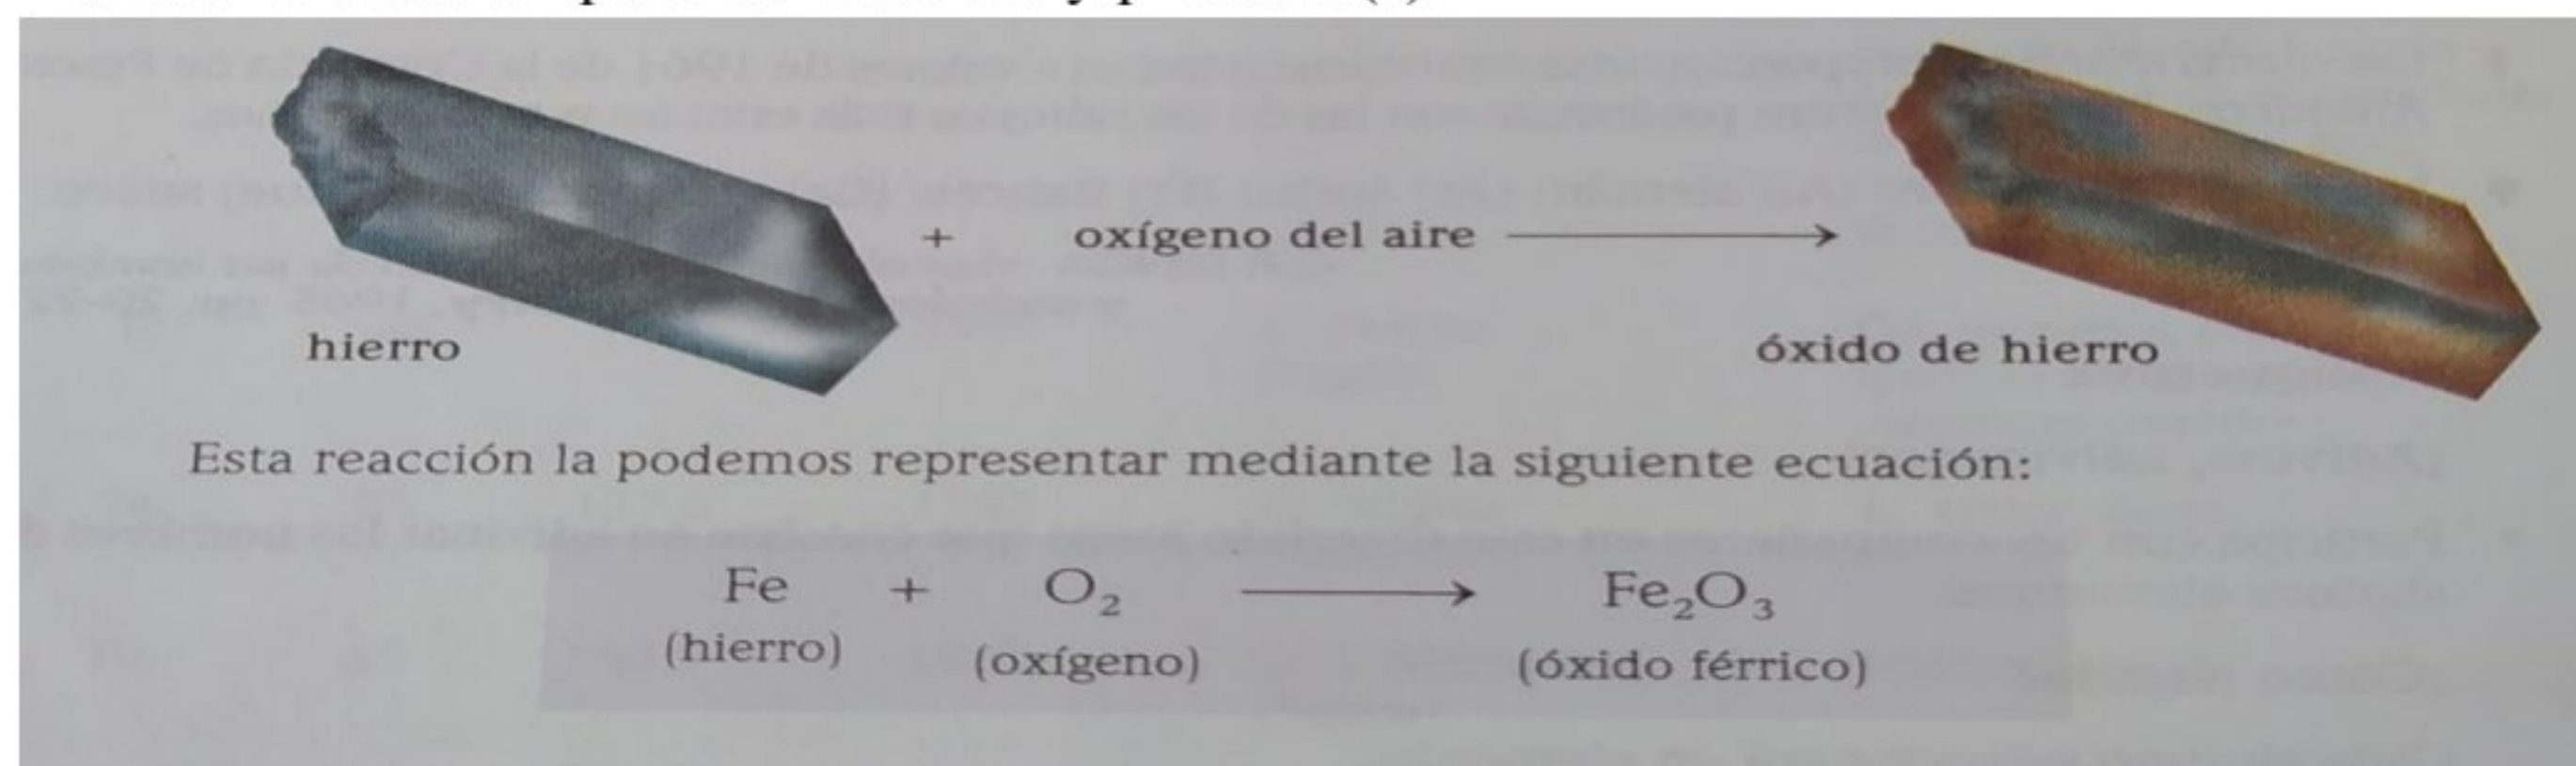 + oxígeno del aire ⟶
hierro óxido de hierro
Esta reacción la podemos representar mediante la siguiente ecuación:
Fe + O₂ ⟶ Fe₂O₃
(hierro) (oxígeno) (óxido férrico)